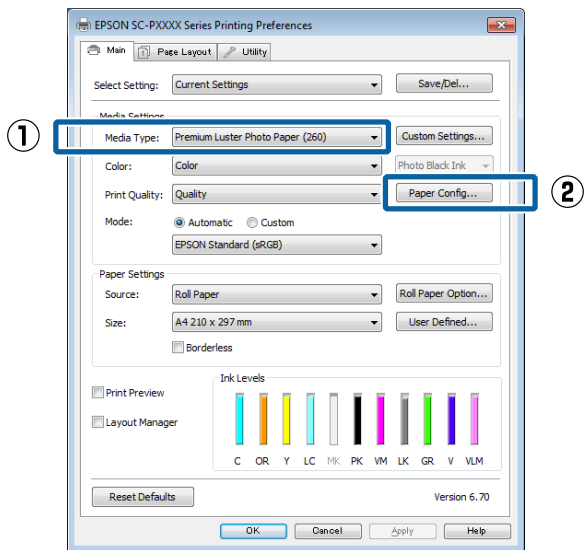 EPSON SC-PXXXX Series Printing Preferences
Main Page Layout Utility
Select Setting: Current Settings Save/Del...
Media Settings
① Media Type: Premium Luster Photo Paper (260) Custom Settings...
Color: Color Photo Black Ink
Print Quality: Quality Paper Config... ②
Mode: Automatic Custom
EPSON Standard (sRGB)
Paper Settings
Source: Roll Paper Roll Paper Option...
Size: A4 210 x 297 mm User Defined...
Borderless
Ink Levels
Print Preview
Layout Manager
C OR Y LC MK PK VM LK GR V VLM
Reset Defaults Version 6.70
OK Cancel Apply Help